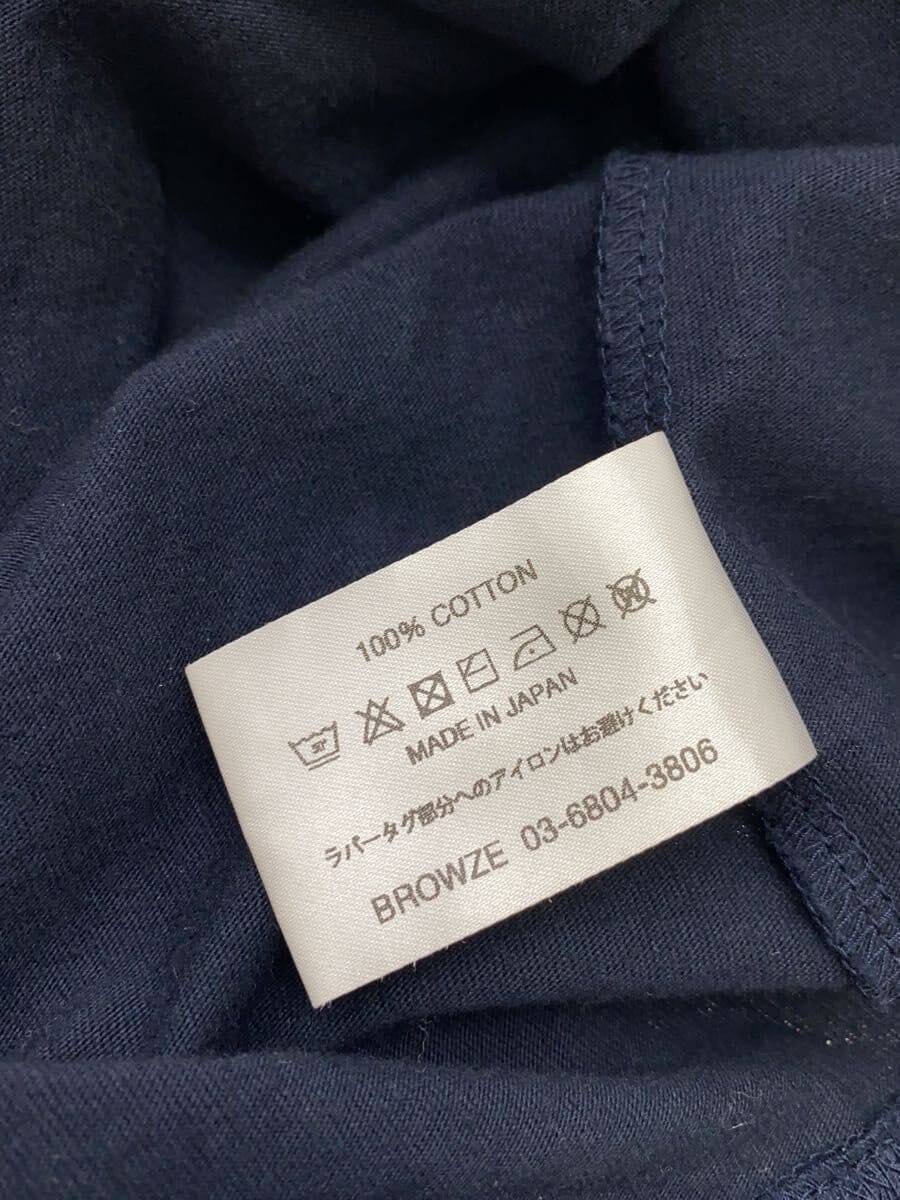 100% COTTON
MADE IN JAPAN
ラバータグ部分へのアイロンはお避けください
BROWZE 03-6804-3806